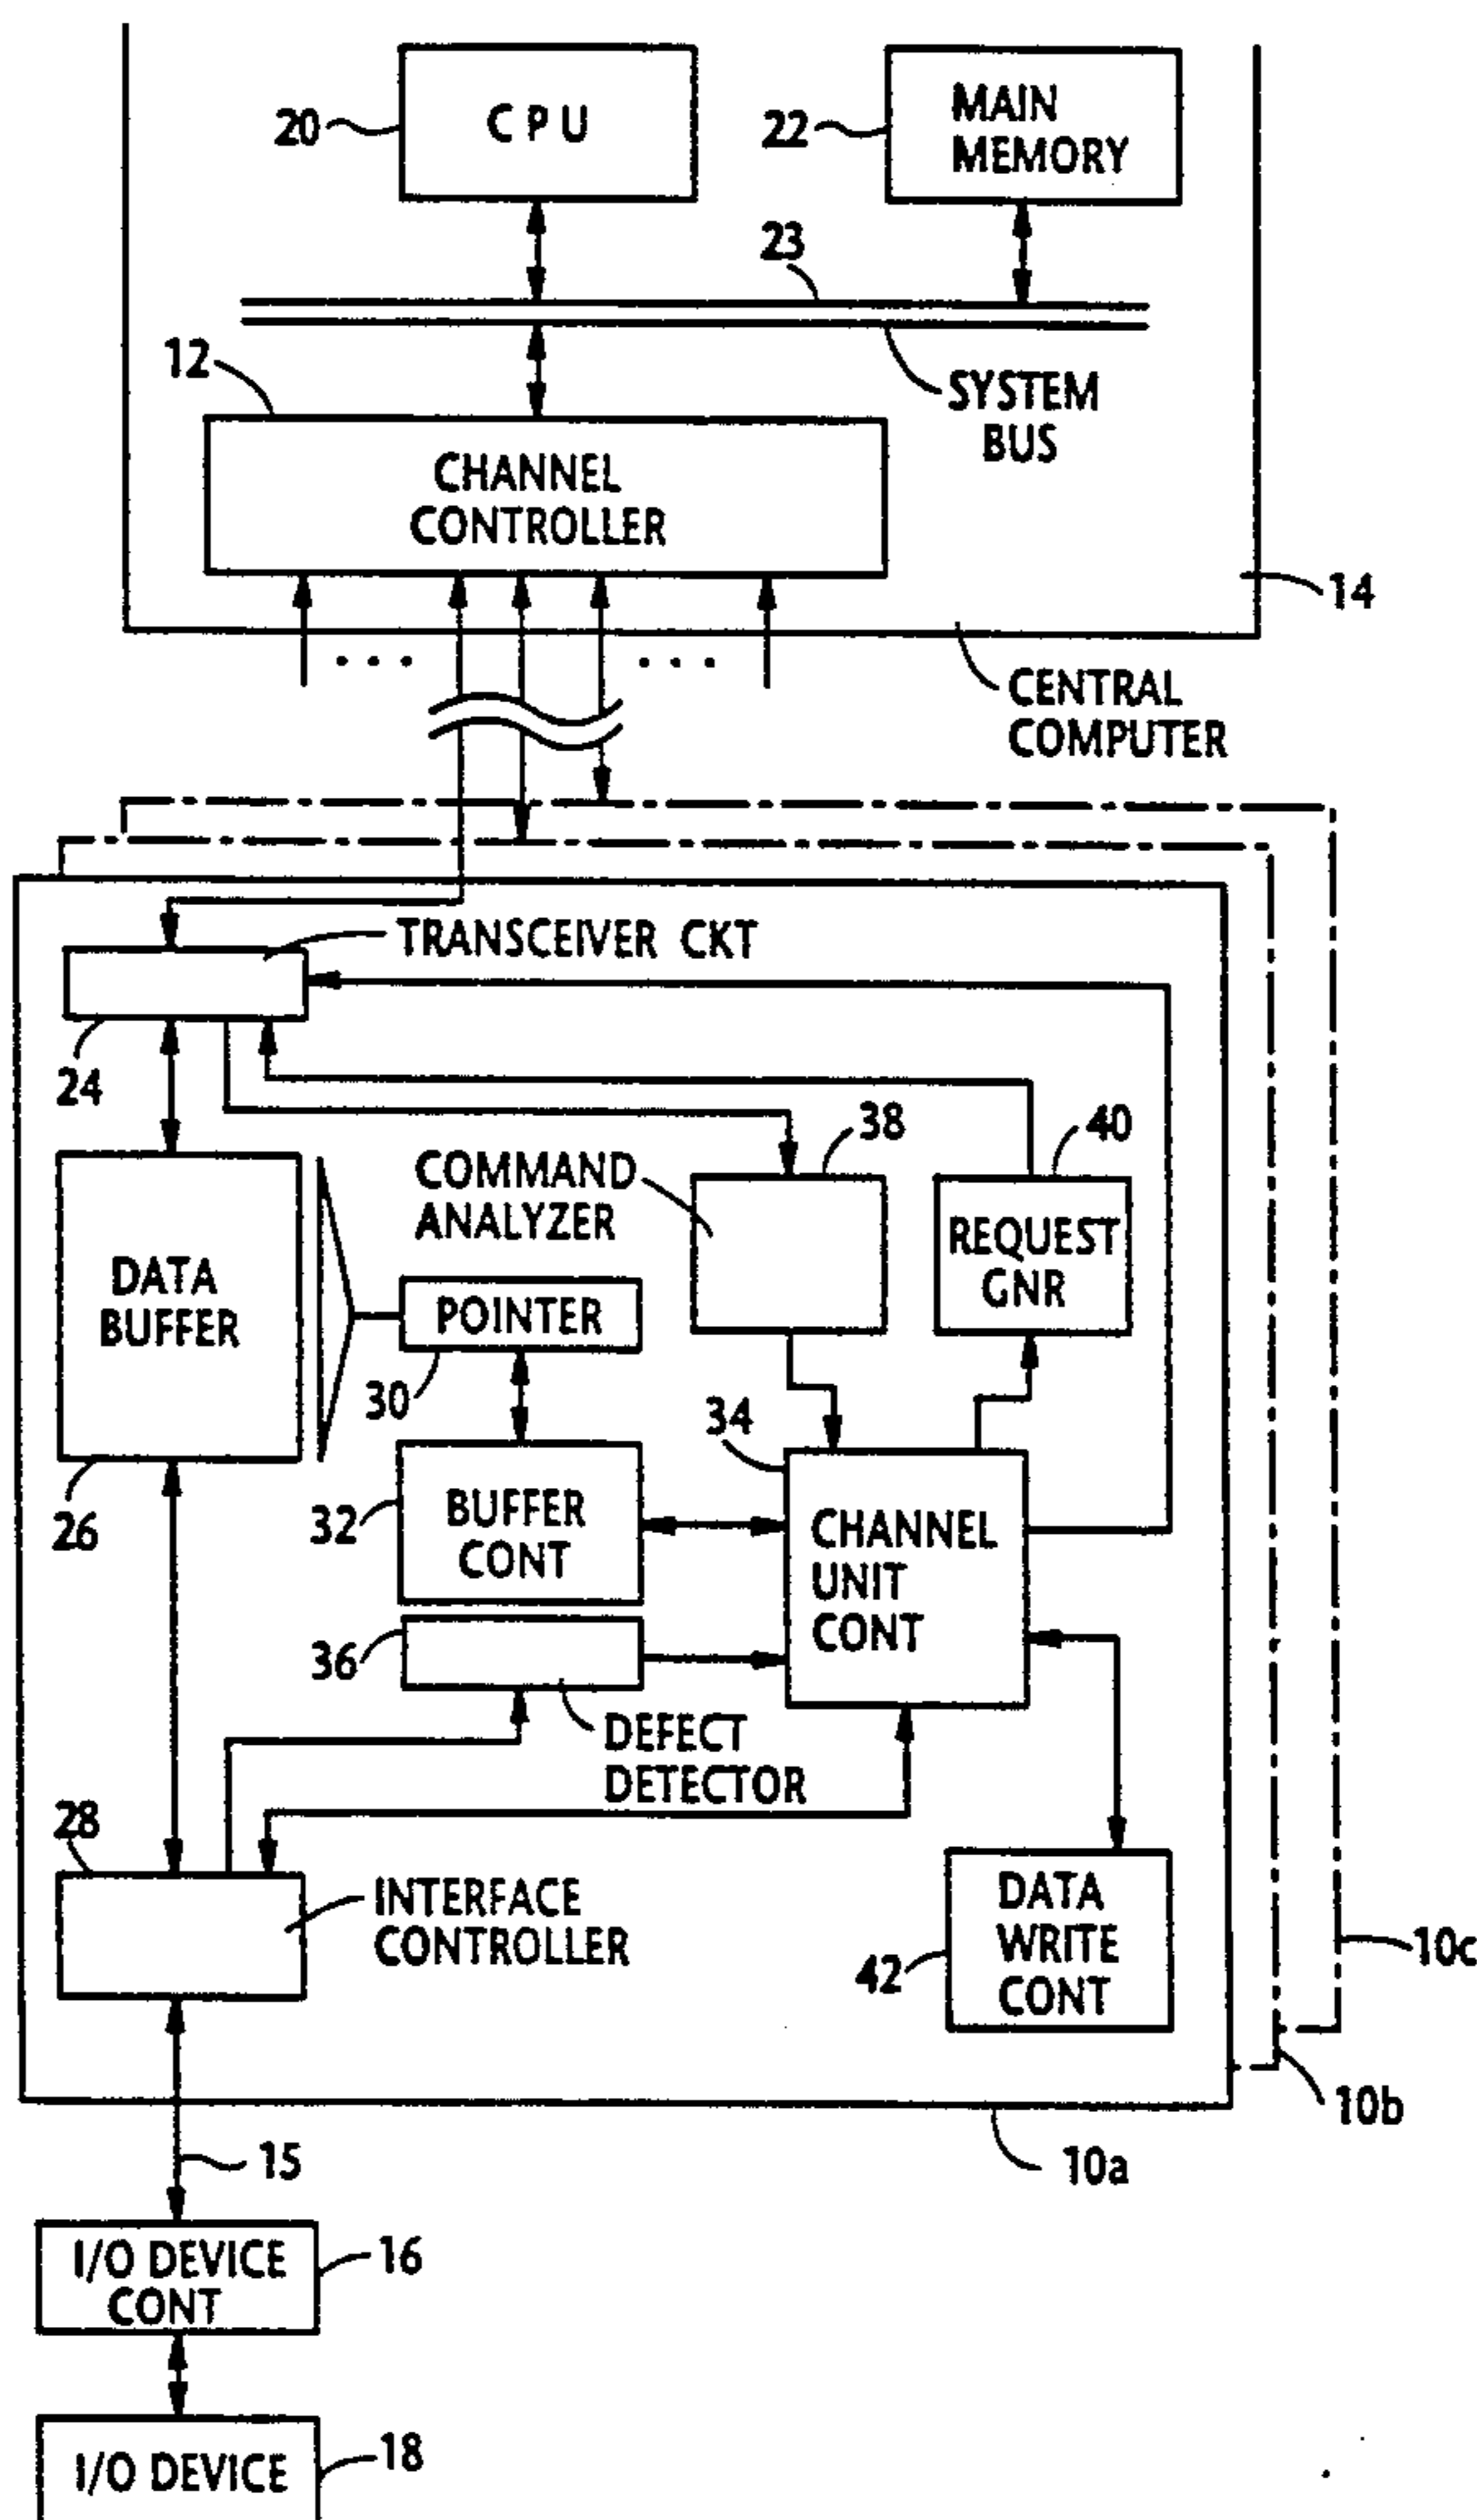 20
CPU
22
MAIN
MEMORY
23
12
SYSTEM
BUS
CHANNEL
CONTROLLER
14
CENTRAL
COMPUTER
TRANSCEIVER CKT
24
38
40
COMMAND
ANALYZER
REQUEST
GNR
DATA
BUFFER
POINTER
30
34
26
32
BUFFER
CONT
CHANNEL
UNIT
CONT
36
DEFECT
DETECTOR
28
INTERFACE
CONTROLLER
DATA
WRITE
CONT
42
10c
10b
10a
15
I/O DEVICE
CONT
16
I/O DEVICE
18